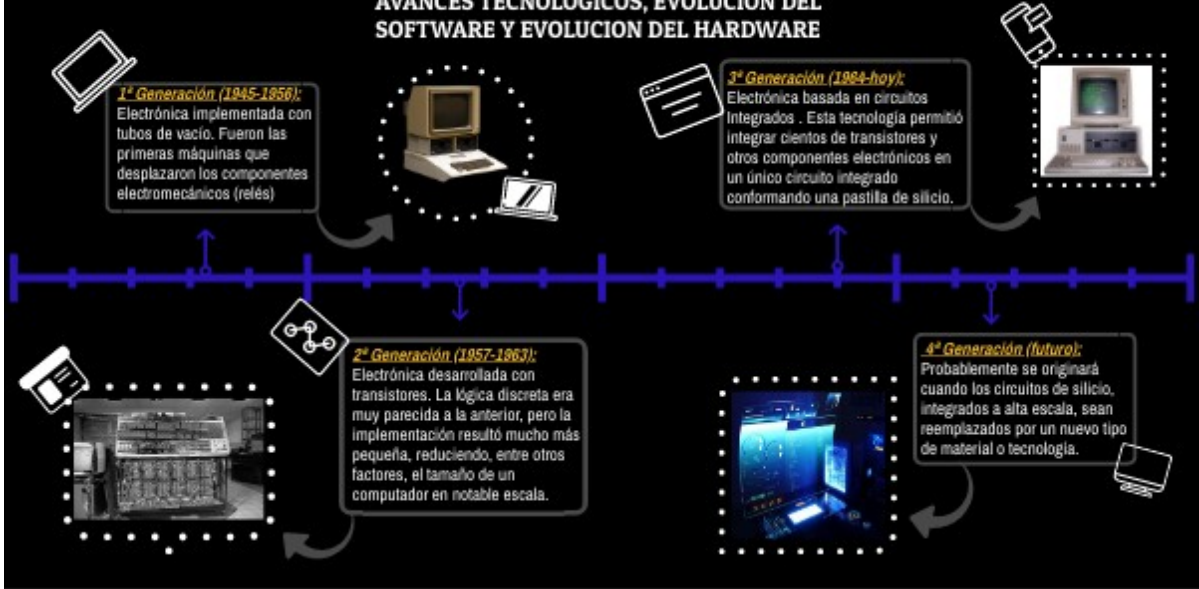 AVANCES TECNOLOGICOS, EVOLUCION DEL
SOFTWARE Y EVOLUCION DEL HARDWARE
1ª Generación (1945-1956):
Electrónica implementada con
tubos de vacío. Fueron las
primeras máquinas que
desplazaron los componentes
electromecánicos (relés)
2ª Generación (1957-1963):
Electrónica desarrollada con
transistores. La lógica discreta era
muy parecida a la anterior, pero la
implementación resultó mucho más
pequeña, reduciendo, entre otros
factores, el tamaño de un
computador en notable escala.
3ª Generación (1964-hoy):
Electrónica basada en circuitos
Integrados . Esta tecnología permitió
integrar cientos de transistores y
otros componentes electrónicos en
un único circuito integrado
conformando una pastilla de silicio.
4ª Generación (futuro):
Probablemente se originará
cuando los circuitos de silicio,
integrados a alta escala, sean
reemplazados por un nuevo tipo
de material o tecnología.